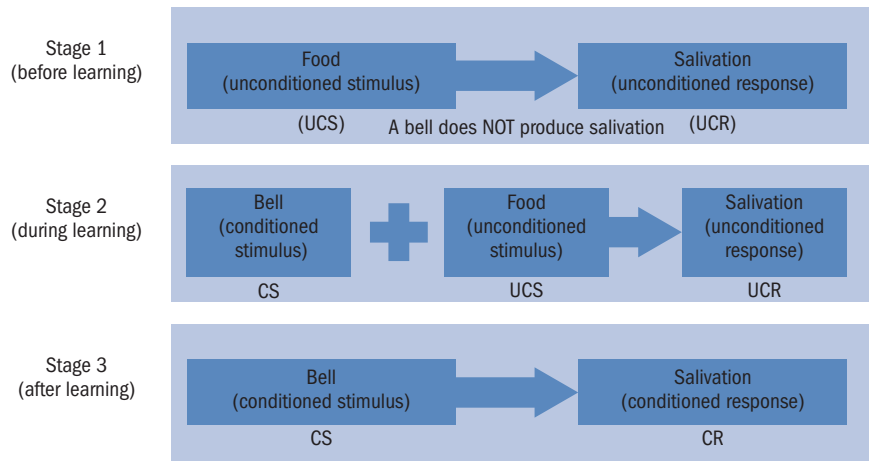 Stage 1
(before learning)
Food
(unconditioned stimulus)
Salivation
(unconditioned response)
(UCS)
A bell does NOT produce salivation
(UCR)
Stage 2
(during learning)
Bell
(conditioned
stimulus)
Food
(unconditioned
stimulus)
Salivation
(unconditioned
response)
CS
UCS
UCR
Stage 3
(after learning)
Bell
(conditioned stimulus)
Salivation
(conditioned response)
CS
CR